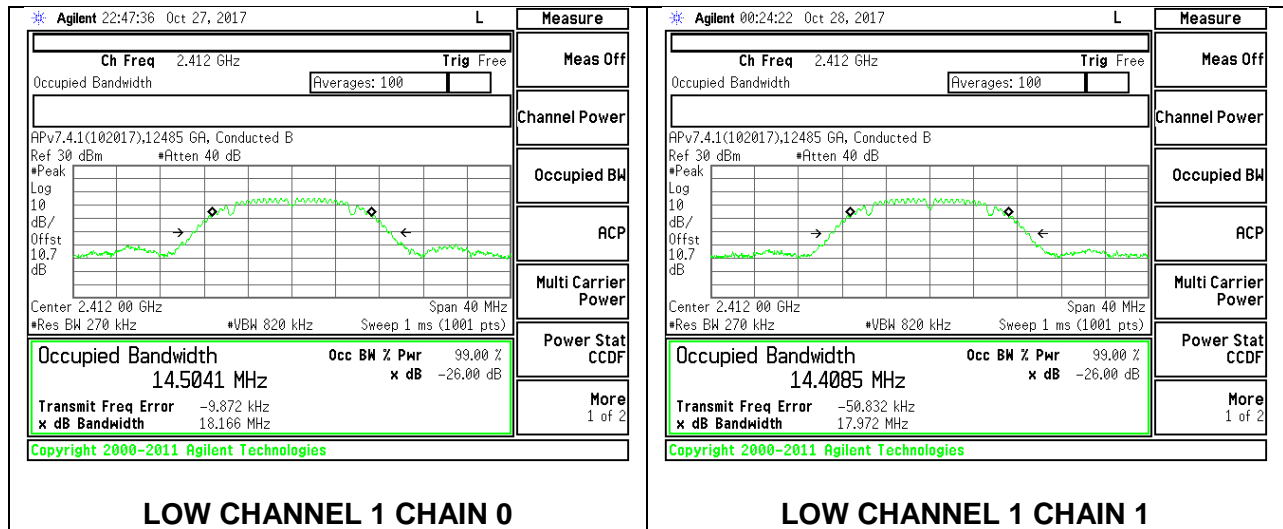 Agilent 22:47:36 Oct 27, 2017 L
Measure
Ch Freq 2.412 GHz Trig Free
Occupied Bandwidth Averages: 100
APv7.4.1(102017),12485 GA, Conducted B
Ref 30 dBm #Atten 40 dB
#Peak
Log
10
dB/
Offst
10.7
dB
Center 2.412 00 GHz Span 40 MHz
#Res BW 270 kHz #VBW 820 kHz Sweep 1 ms (1001 pts)
Occupied Bandwidth Occ BW % Pwr 99.00 %
14.5041 MHz x dB -26.00 dB
Transmit Freq Error -9.872 kHz
x dB Bandwidth 18.166 MHz
Copyright 2000-2011 Agilent Technologies
Meas Off
Channel Power
Occupied BW
ACP
Multi Carrier
Power
Power Stat
CCDF
More
1 of 2
LOW CHANNEL 1 CHAIN 0
Agilent 00:24:22 Oct 28, 2017 L
Measure
Ch Freq 2.412 GHz Trig Free
Occupied Bandwidth Averages: 100
APv7.4.1(102017),12485 GA, Conducted B
Ref 30 dBm #Atten 40 dB
#Peak
Log
10
dB/
Offst
10.7
dB
Center 2.412 00 GHz Span 40 MHz
#Res BW 270 kHz #VBW 820 kHz Sweep 1 ms (1001 pts)
Occupied Bandwidth Occ BW % Pwr 99.00 %
14.4085 MHz x dB -26.00 dB
Transmit Freq Error -50.832 kHz
x dB Bandwidth 17.972 MHz
Copyright 2000-2011 Agilent Technologies
Meas Off
Channel Power
Occupied BW
ACP
Multi Carrier
Power
Power Stat
CCDF
More
1 of 2
LOW CHANNEL 1 CHAIN 1